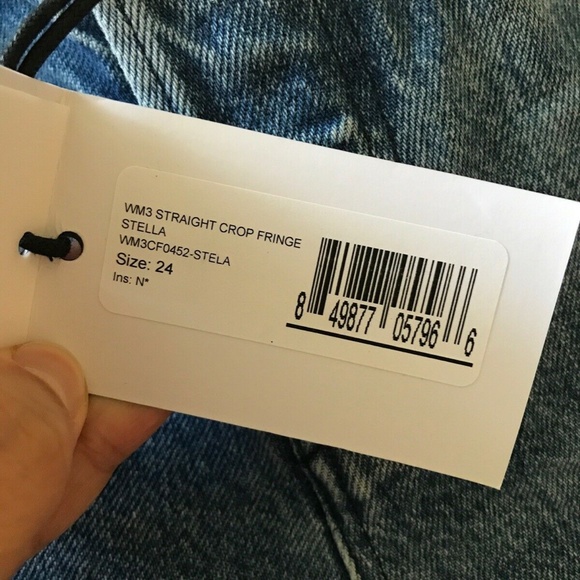 WM3 STRAIGHT CROP FRINGE
STELLA
WM3CF0452-STELA
Size: 24
Ins: N*
8 49877 05796 6